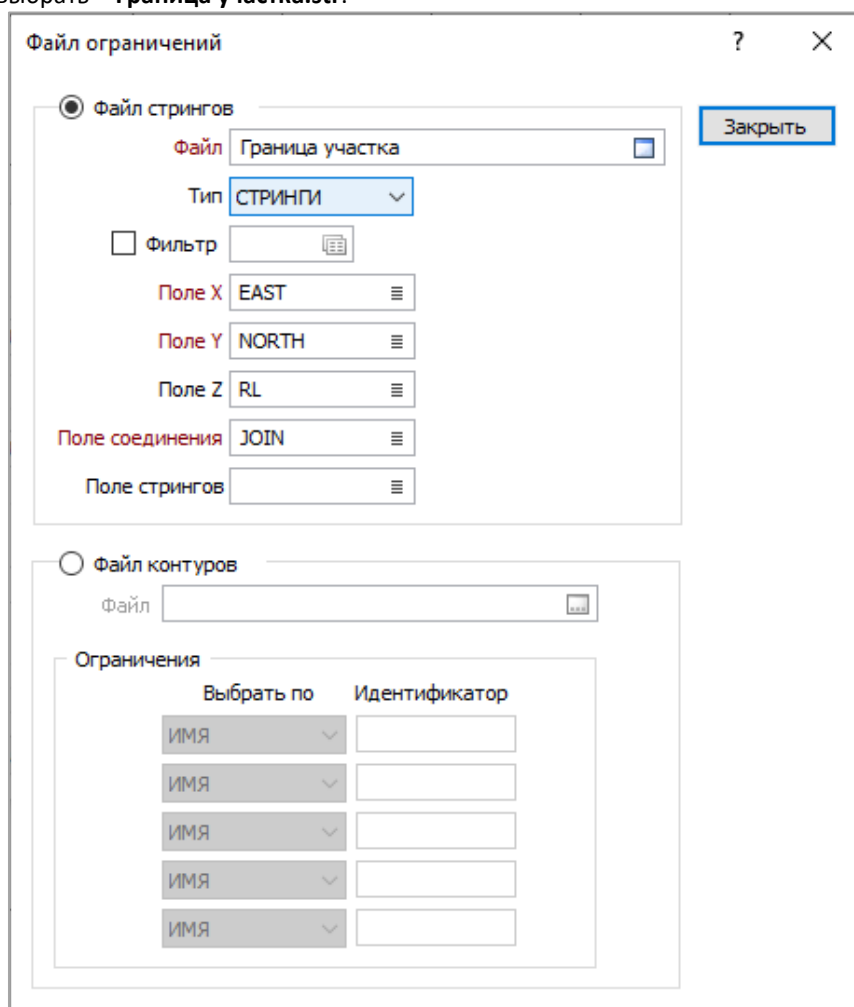 Файл ограничений ? ×
Файл стрингов
Закрыть
Файл Граница участка
Тип СТРИНГИ
Фильтр
Поле X EAST
Поле Y NORTH
Поле Z RL
Поле соединения JOIN
Поле стрингов
Файл контуров
Файл
Ограничения
Выбрать по Идентификатор
ИМЯ
ИМЯ
ИМЯ
ИМЯ
ИМЯ